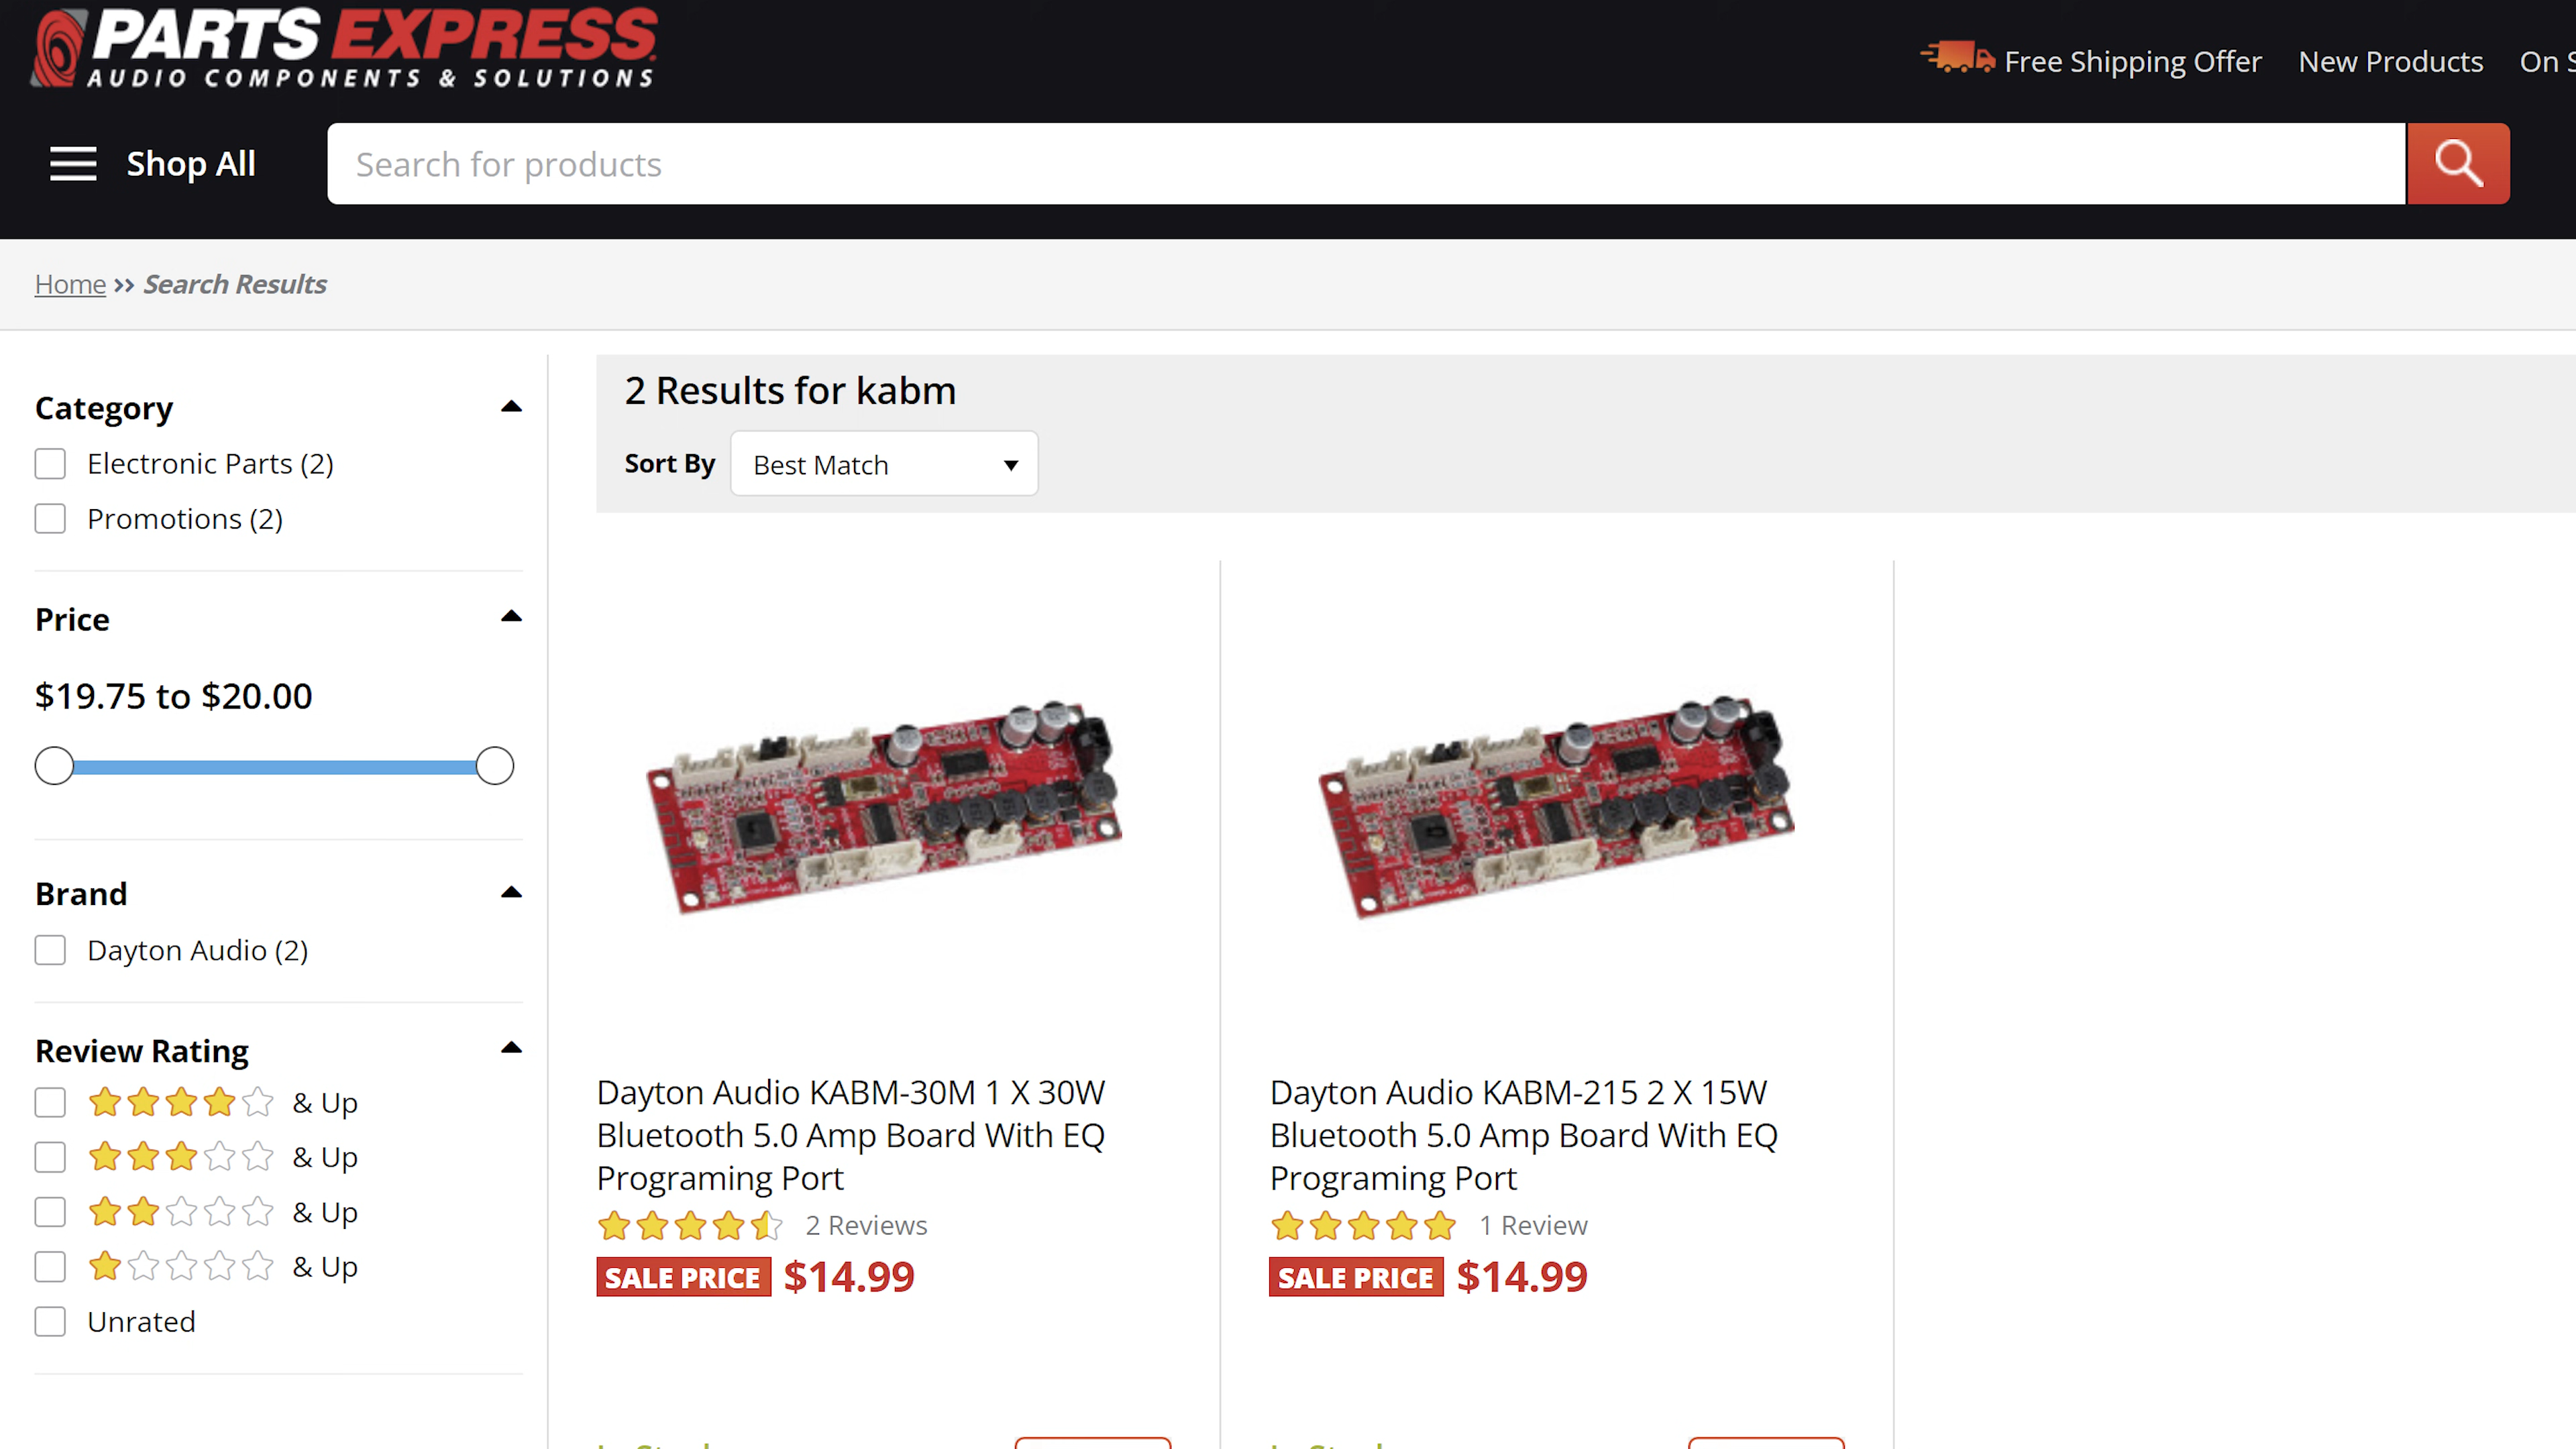 PARTS EXPRESS
AUDIO COMPONENTS & SOLUTIONS
Free Shipping Offer
New Products
On
Shop All
Search for products
Home >> Search Results
Category
Electronic Parts (2)
Promotions (2)
Price
$19.75 to $20.00
Brand
Dayton Audio (2)
Review Rating
& Up
& Up
& Up
& Up
Unrated
2 Results for kabm
Sort By Best Match
Dayton Audio KABM-30M 1 X 30W
Bluetooth 5.0 Amp Board With EQ
Programing Port
2 Reviews
SALE PRICE $14.99
Dayton Audio KABM-215 2 X 15W
Bluetooth 5.0 Amp Board With EQ
Programing Port
1 Review
SALE PRICE $14.99